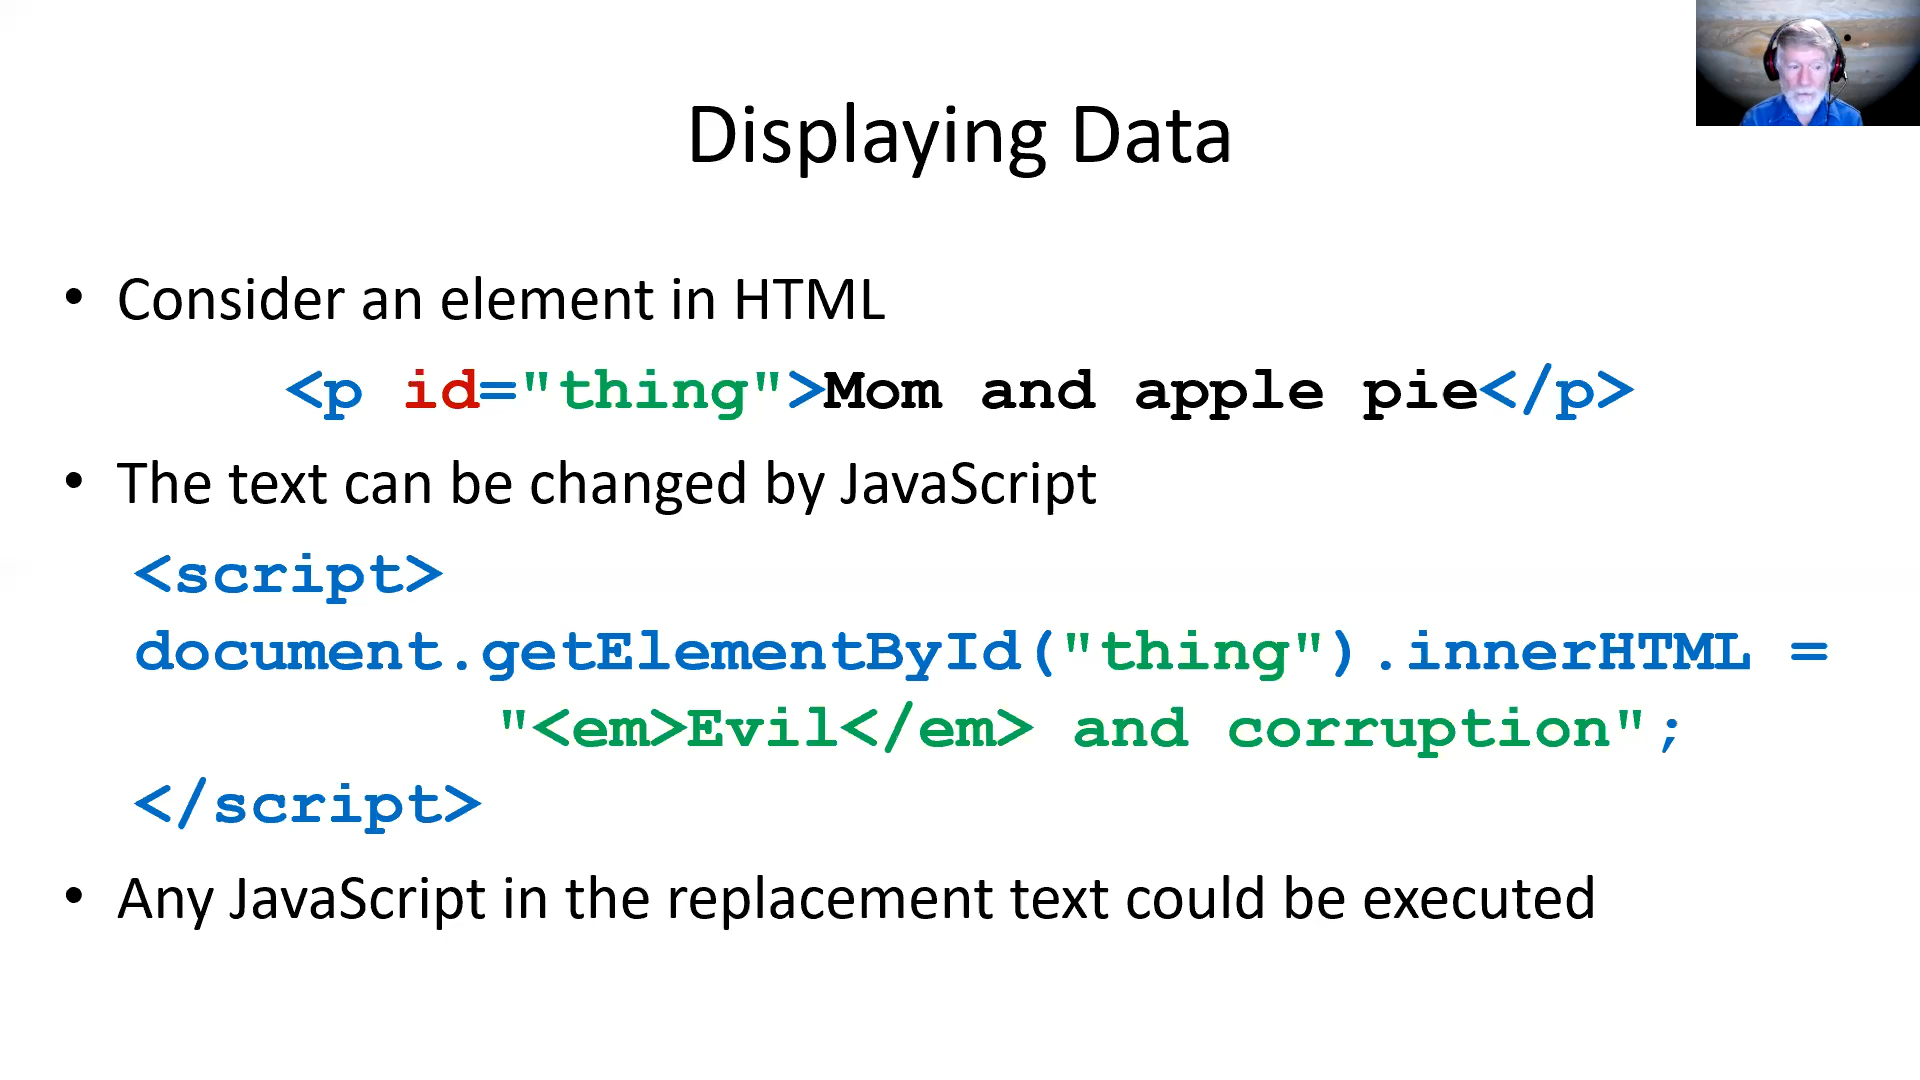 Displaying Data
• Consider an element in HTML
<p id="thing">Mom and apple pie</p>
• The text can be changed by JavaScript
<script>
document.getElementById("thing").innerHTML =
"<em>Evil</em> and corruption";
</script>
• Any JavaScript in the replacement text could be executed